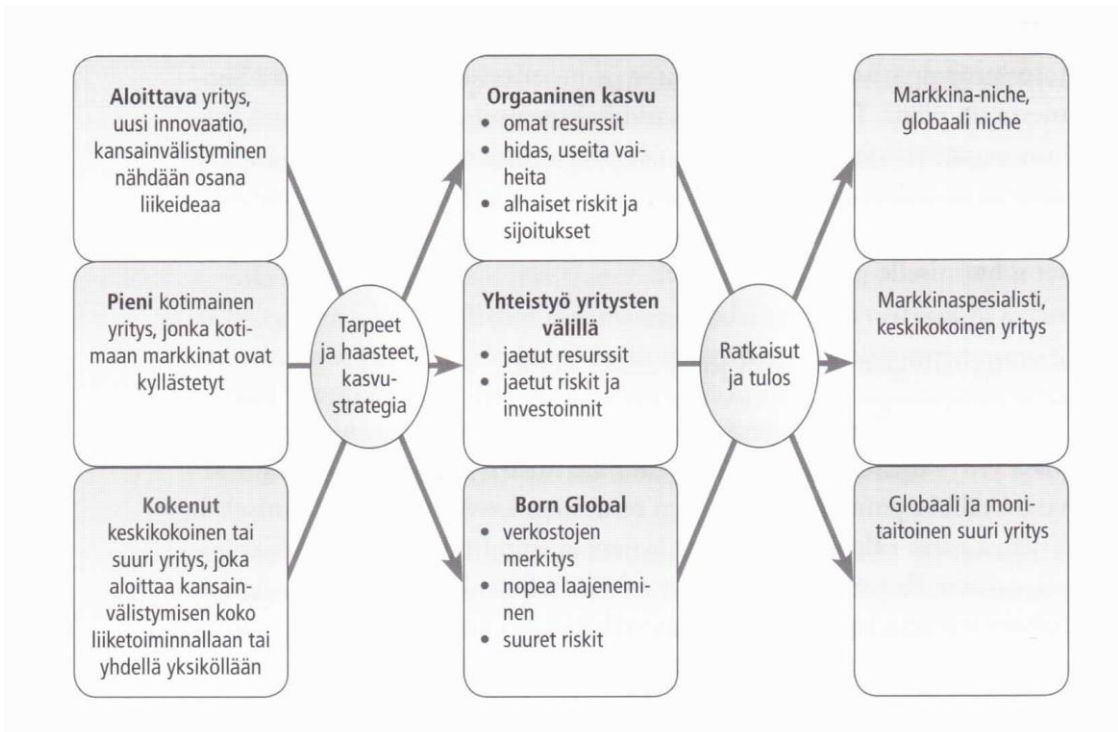 Aloittava yritys,
uusi innovaatio,
kansainvälistyminen
nähdään osana
liikeideaa
Pieni kotimainen
yritys, jonka koti-
maan markkinat ovat
kyllästetyt
Kokenut
keskikokoinen tai
suuri yritys, joka
aloittaa kansain-
välistymisen koko
liiketoiminnallaan tai
yhdellä yksiköllään
Tarpeet
ja haasteet,
kasvu-
strategia
Orgaaninen kasvu
• omat resurssit
• hidas, useita vai-
heita
• alhaiset riskit ja
sijoitukset
Yhteistyö yritysten
välillä
• jaetut resurssit
• jaetut riskit ja
investoinnit
Born Global
• verkostojen
merkitys
• nopea laajenemi-
nen
• suuret riskit
Ratkaisut
ja tulos
Markkina-niche,
globaali niche
Markkinaspesialisti,
keskikokoinen yritys
Globaali ja moni-
taitoinen suuri yritys